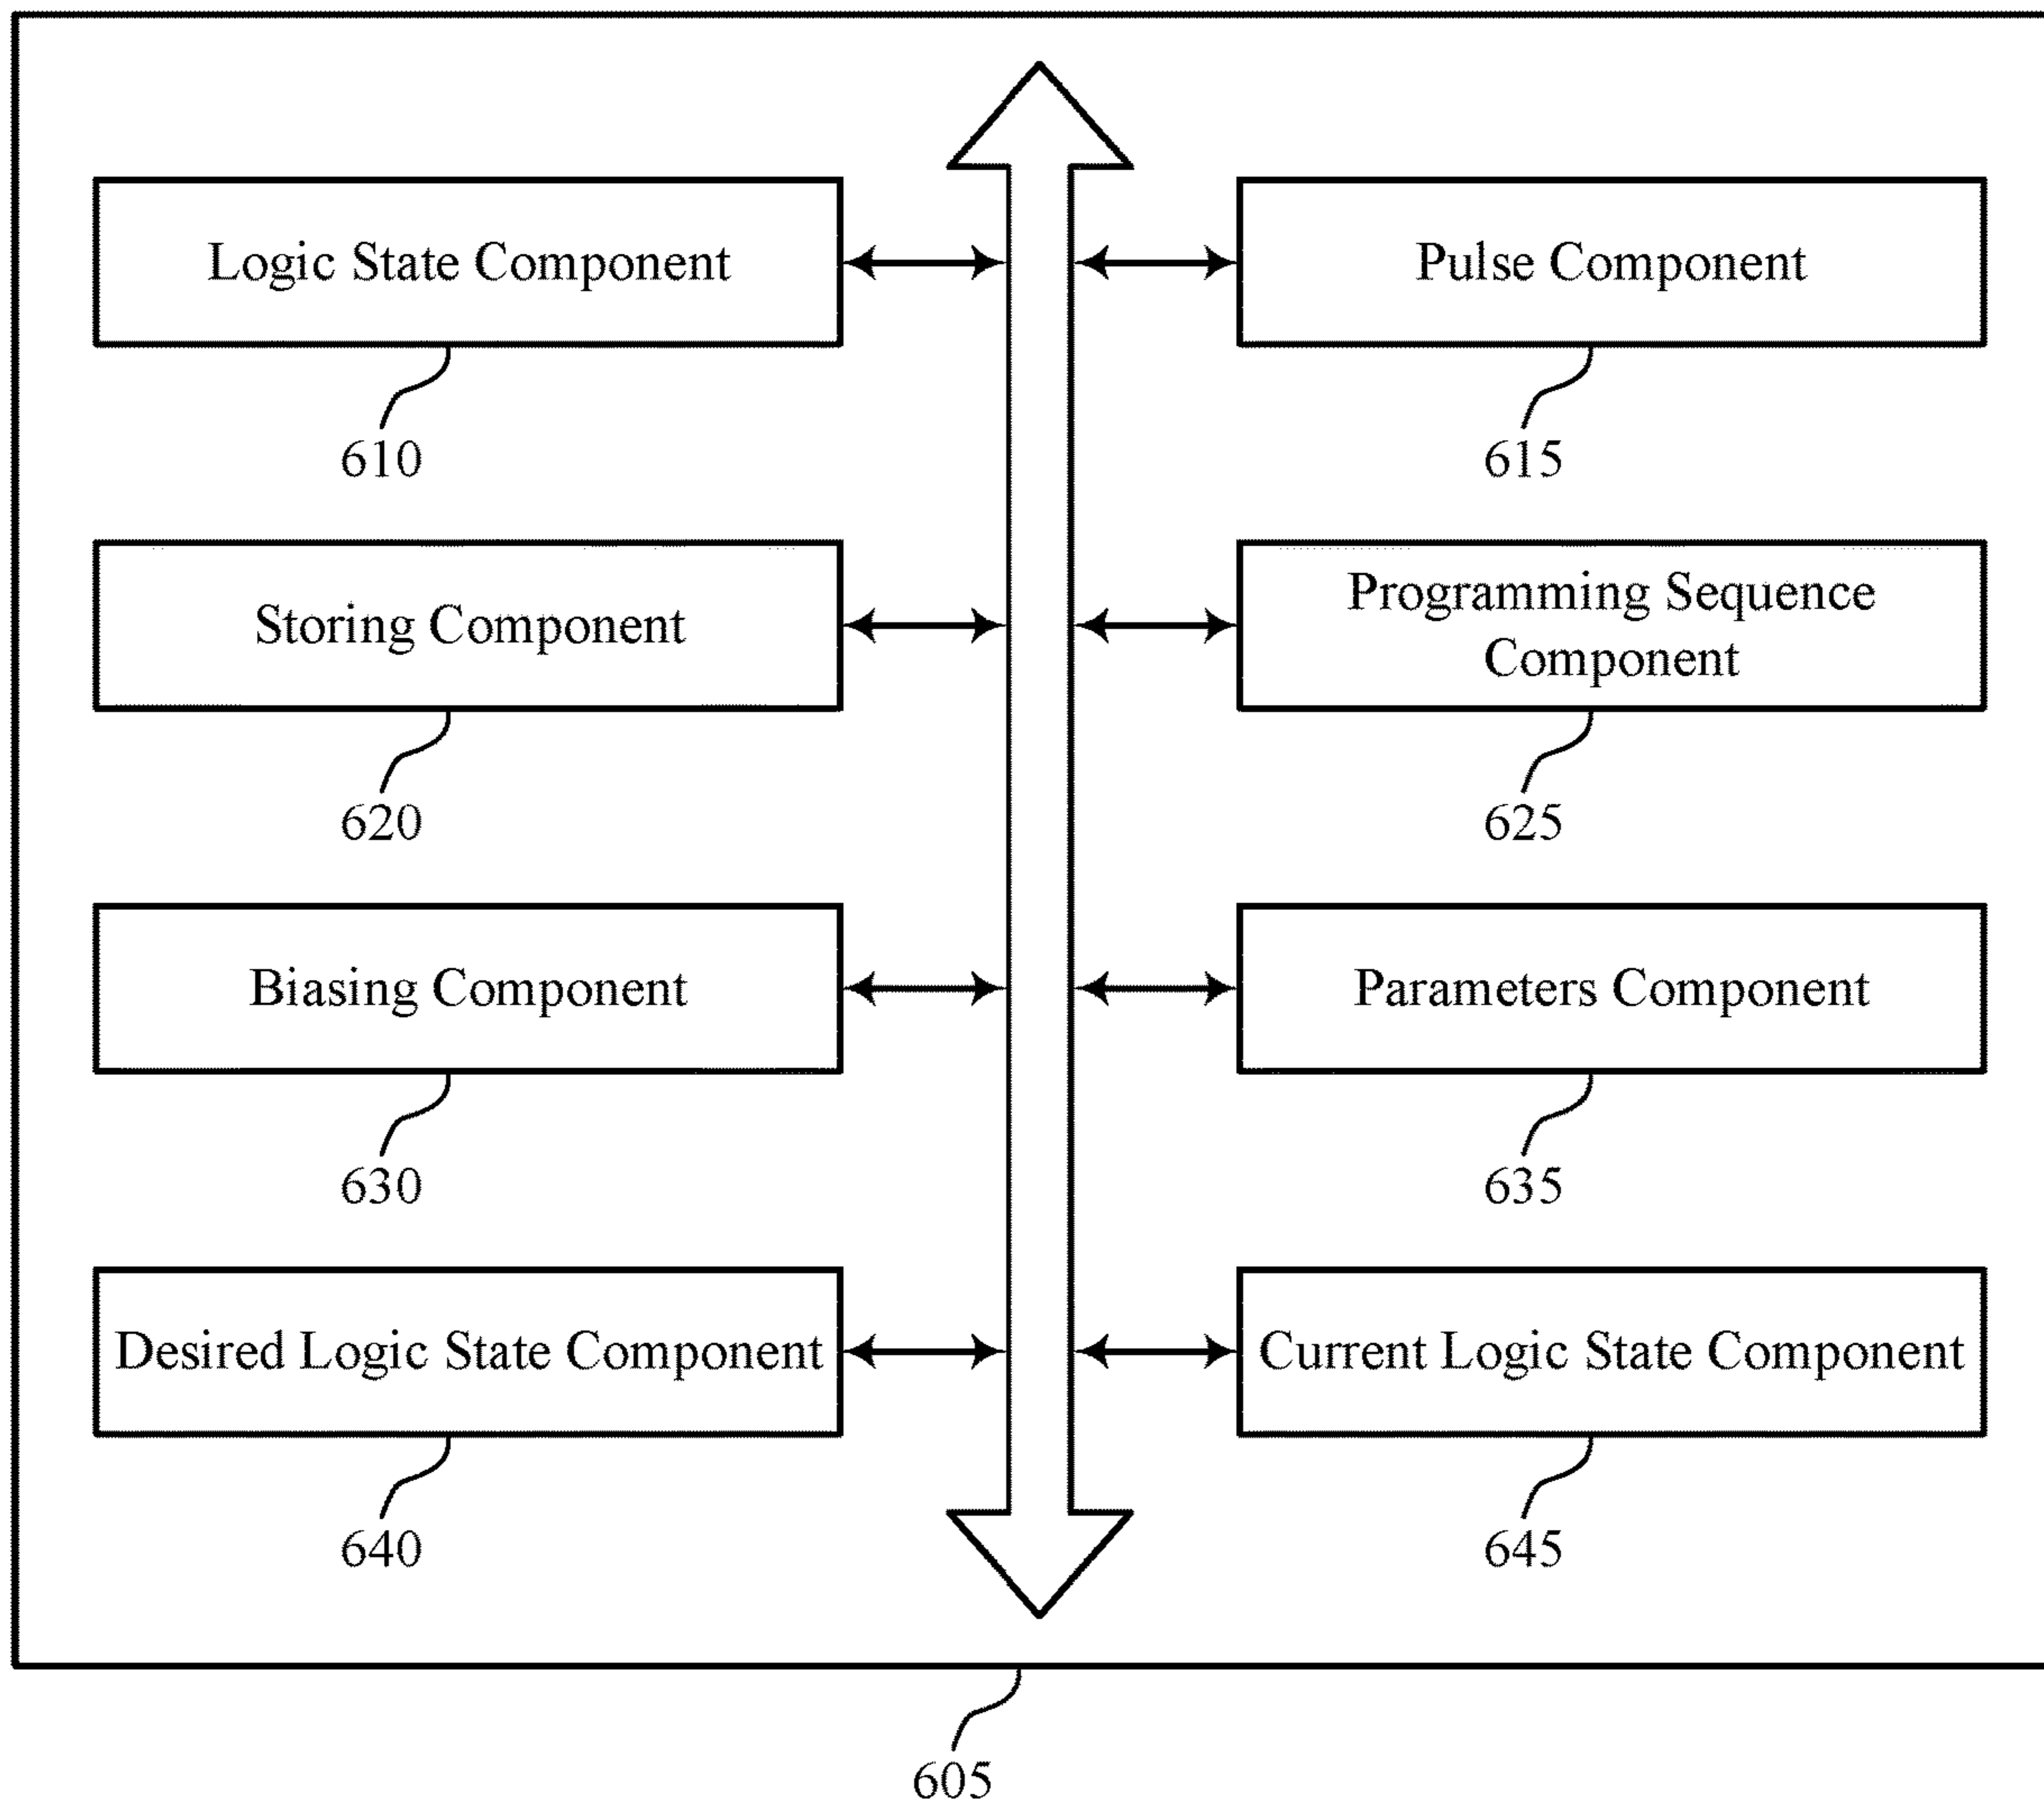 Logic State Component
Pulse Component
610
615
Storing Component
Programming Sequence
Component
620
625
Biasing Component
Parameters Component
630
635
Desired Logic State Component
Current Logic State Component
640
645
605